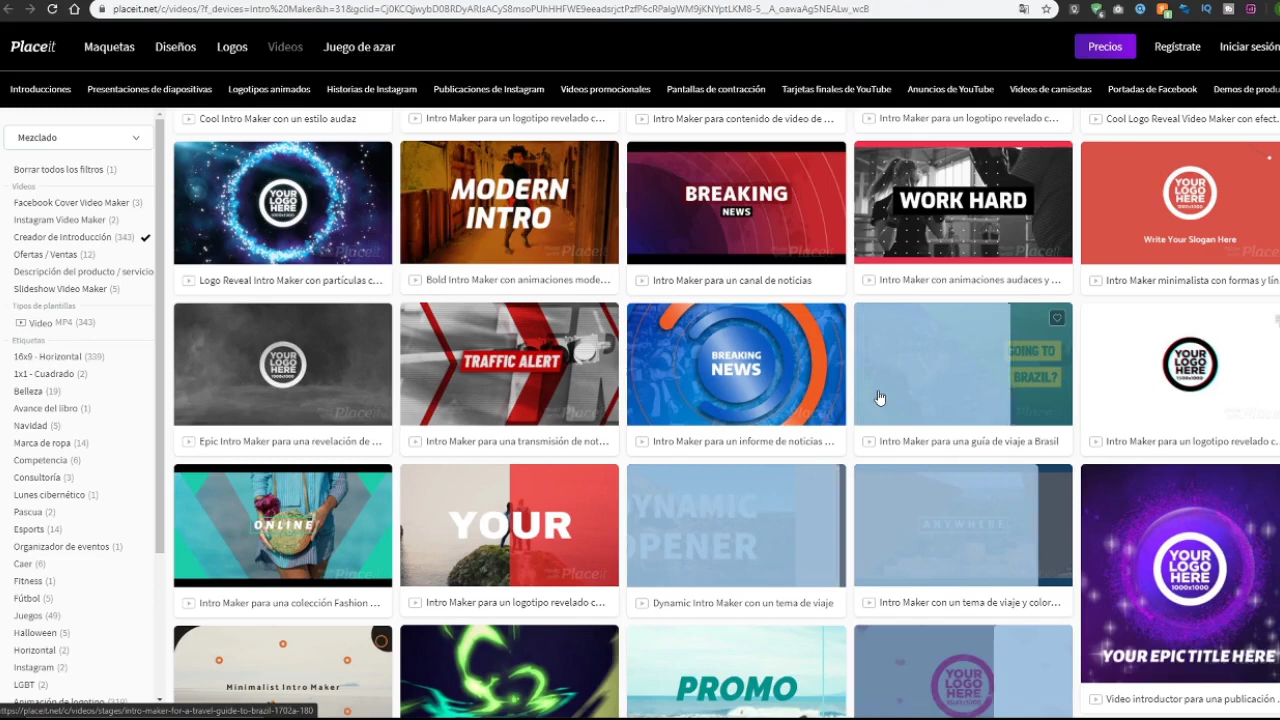 placeit.net/c/videos/?f_devices=Intro%20Maker&h=31&gclid=Cj0KCQjwybD0BRDyARIsACyS8msoPUhHHFWE9eeadsrjctPzfP6cRPalgWM9jKNYptLKM8-5__A_oawaAg5NEALw_wcB
Placeit
Maquetas
Diseños
Logos
Videos
Juego de azar
Precios
Regístrate
Iniciar sesión
Introducciones
Presentaciones de diapositivas
Logotipos animados
Historias de Instagram
Publicaciones de Instagram
Videos promocionales
Pantallas de contracción
Tarjetas finales de YouTube
Anuncios de YouTube
Videos de camisetas
Portadas de Facebook
Demos de produ
Mezclado
Borrar todos los filtros (1)
Videos
Facebook Cover Video Maker (3)
Instagram Video Maker (2)
Creador de Introducción (343)
Ofertas / Ventas (12)
Descripción del producto / servicio
Slideshow Video Maker (5)
Tipos de plantillas
Video MP4 (343)
Etiquetas
16x9 - Horizontal (339)
1x1 - Cuadrado (2)
Belleza (19)
Avance del libro (1)
Navidad (5)
Marca de ropa (14)
Competencia (6)
Consultoría (3)
Lunes cibernético (1)
Pascua (2)
Esports (14)
Organizador de eventos (1)
Caer (6)
Fitness (1)
Fútbol (5)
Juegos (49)
Halloween (5)
Horizontal (2)
Instagram (2)
LGBT (2)
Cool Intro Maker con un estilo audaz
Intro Maker para un logotipo revelado c...
Intro Maker para contenido de video de ...
Intro Maker para un logotipo revelado c...
Cool Logo Reveal Video Maker con efect...
YOUR
LOGO
HERE
1000x1000
MODERN
INTRO
Placeit
BREAKING
NEWS
WORK HARD
Placeit
YOUR
LOGO
HERE
1000x1000
Write Your Slogan Here
Logo Reveal Intro Maker con partículas c...
Bold Intro Maker con animaciones mode...
Intro Maker para un canal de noticias
Intro Maker con animaciones audaces y ...
Intro Maker minimalista con formas y lín
YOUR
LOGO
HERE
1000x1000
TRAFFIC ALERT
Placeit
BREAKING
NEWS
Placeit
GOING TO
BRAZIL?
YOUR
LOGO
HERE
1000x1000
Epic Intro Maker para una revelación de ...
Intro Maker para una transmisión de not...
Intro Maker para un informe de noticias ...
Intro Maker para una guía de viaje a Brasil
Intro Maker para un logotipo revelado c...
ONLINE
Placeit
YOUR
Placeit
DYNAMIC
OPENER
ANYWHERE
YOUR
LOGO
HERE
1000x1000
YOUR EPIC TITLE HERE
Intro Maker para una colección Fashion ...
Intro Maker para un logotipo revelado c...
Dynamic Intro Maker con un tema de viaje
Intro Maker con un tema de viaje y color...
Minimalist Intro Maker
PROMO
YOUR
LOGO
HERE
1000x1000
Video introductor para una publicación
https://placeit.net/c/videos/stages/intro-maker-for-a-travel-guide-to-brazil-1702a-180